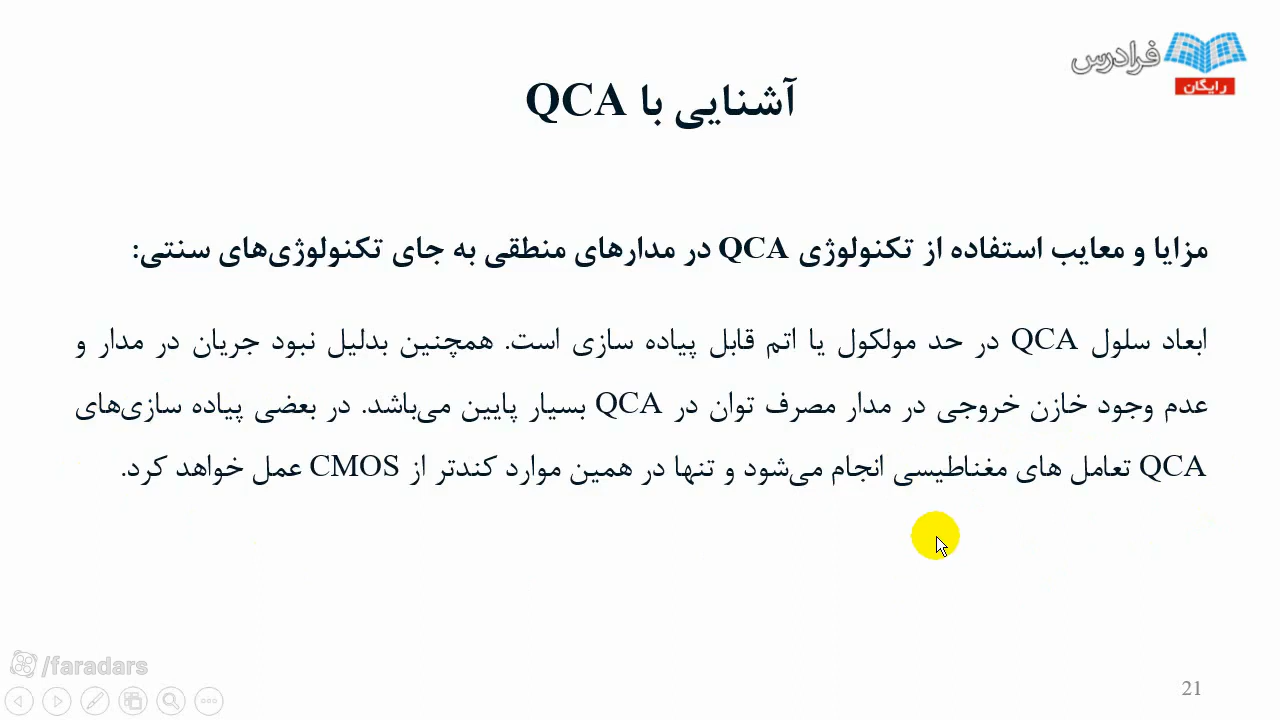 فرادرس
رایگان
آشنایی با QCA
مزایا و معایب استفاده از تکنولوژی QCA در مدارهای منطقی به جای تکنولوژی‌های سنتی:
ابعاد سلول QCA در حد مولکول یا اتم قابل پیاده سازی است. همچنین بدلیل نبود جریان در مدار و
عدم وجود خازن خروجی در مدار مصرف توان در QCA بسیار پایین می‌باشد. در بعضی پیاده سازی‌های
QCA تعامل های مغناطیسی انجام می‌شود و تنها در همین موارد کندتر از CMOS عمل خواهد کرد.
/faradars
21